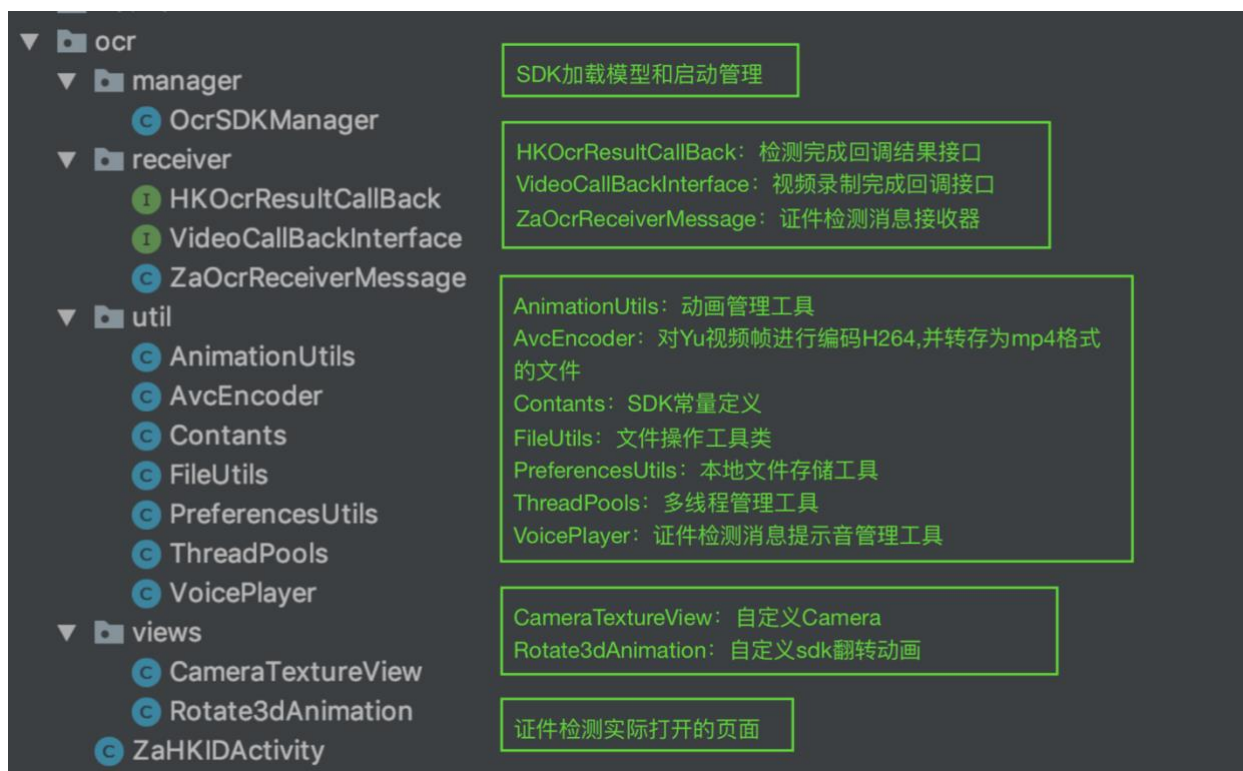 ocr
manager
OcrSDKManager
receiver
HKOcrResultCallBack
VideoCallBackInterface
ZaOcrReceiverMessage
util
AnimationUtils
AvcEncoder
Contants
FileUtils
PreferencesUtils
ThreadPools
VoicePlayer
views
CameraTextureView
Rotate3dAnimation
ZaHKIDActivity
SDK加载模型和启动管理
HKOcrResultCallBack：检测完成回调结果接口
VideoCallBackInterface：视频录制完成回调接口
ZaOcrReceiverMessage：证件检测消息接收器
AnimationUtils：动画管理工具
AvcEncoder：对Yu视频帧进行编码H264,并转存为mp4格式
的文件
Contants：SDK常量定义
FileUtils：文件操作工具类
PreferencesUtils：本地文件存储工具
ThreadPools：多线程管理工具
VoicePlayer：证件检测消息提示音管理工具
CameraTextureView：自定义Camera
Rotate3dAnimation：自定义sdk翻转动画
证件检测实际打开的页面